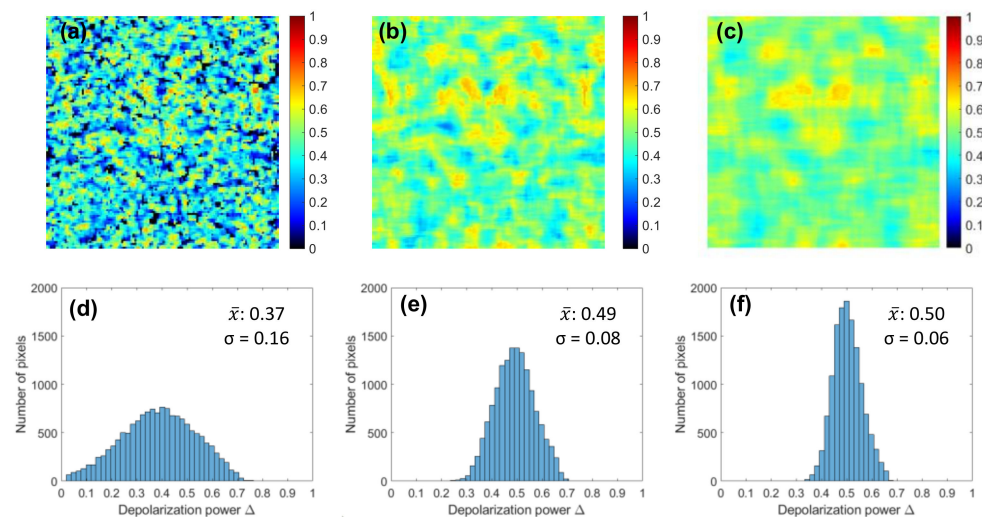 (a)
1
0.9
0.8
0.7
0.6
0.5
0.4
0.3
0.2
0.1
0
(b)
1
0.9
0.8
0.7
0.6
0.5
0.4
0.3
0.2
0.1
0
(c)
1
0.9
0.8
0.7
0.6
0.5
0.4
0.3
0.2
0.1
0
(d)
x̄: 0.37
σ = 0.16
Number of pixels
2000
1500
1000
500
0
0 0.1 0.2 0.3 0.4 0.5 0.6 0.7 0.8 0.9 1
Depolarization power Δ
(e)
x̄: 0.49
σ = 0.08
Number of pixels
2000
1500
1000
500
0
0 0.1 0.2 0.3 0.4 0.5 0.6 0.7 0.8 0.9 1
Depolarization power Δ
(f)
x̄: 0.50
σ = 0.06
Number of pixels
2000
1500
1000
500
0
0 0.1 0.2 0.3 0.4 0.5 0.6 0.7 0.8 0.9 1
Depolarization power Δ